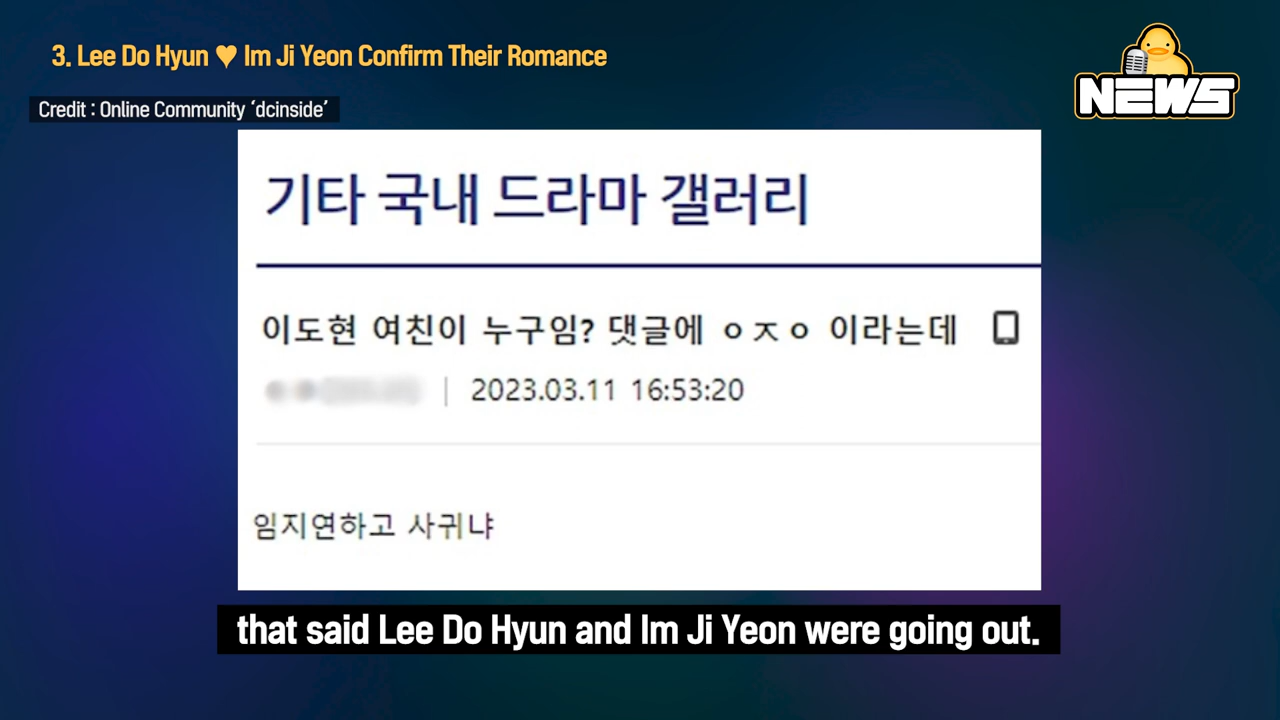 3. Lee Do Hyun ♥ Im Ji Yeon Confirm Their Romance
NEWS
Credit : Online Community ‘dcinside’
기타 국내 드라마 갤러리
이도현 여친이 누구임? 댓글에 ㅇㅈㅇ 이라는데
2023.03.11 16:53:20
임지연하고 사귀냐
that said Lee Do Hyun and Im Ji Yeon were going out.